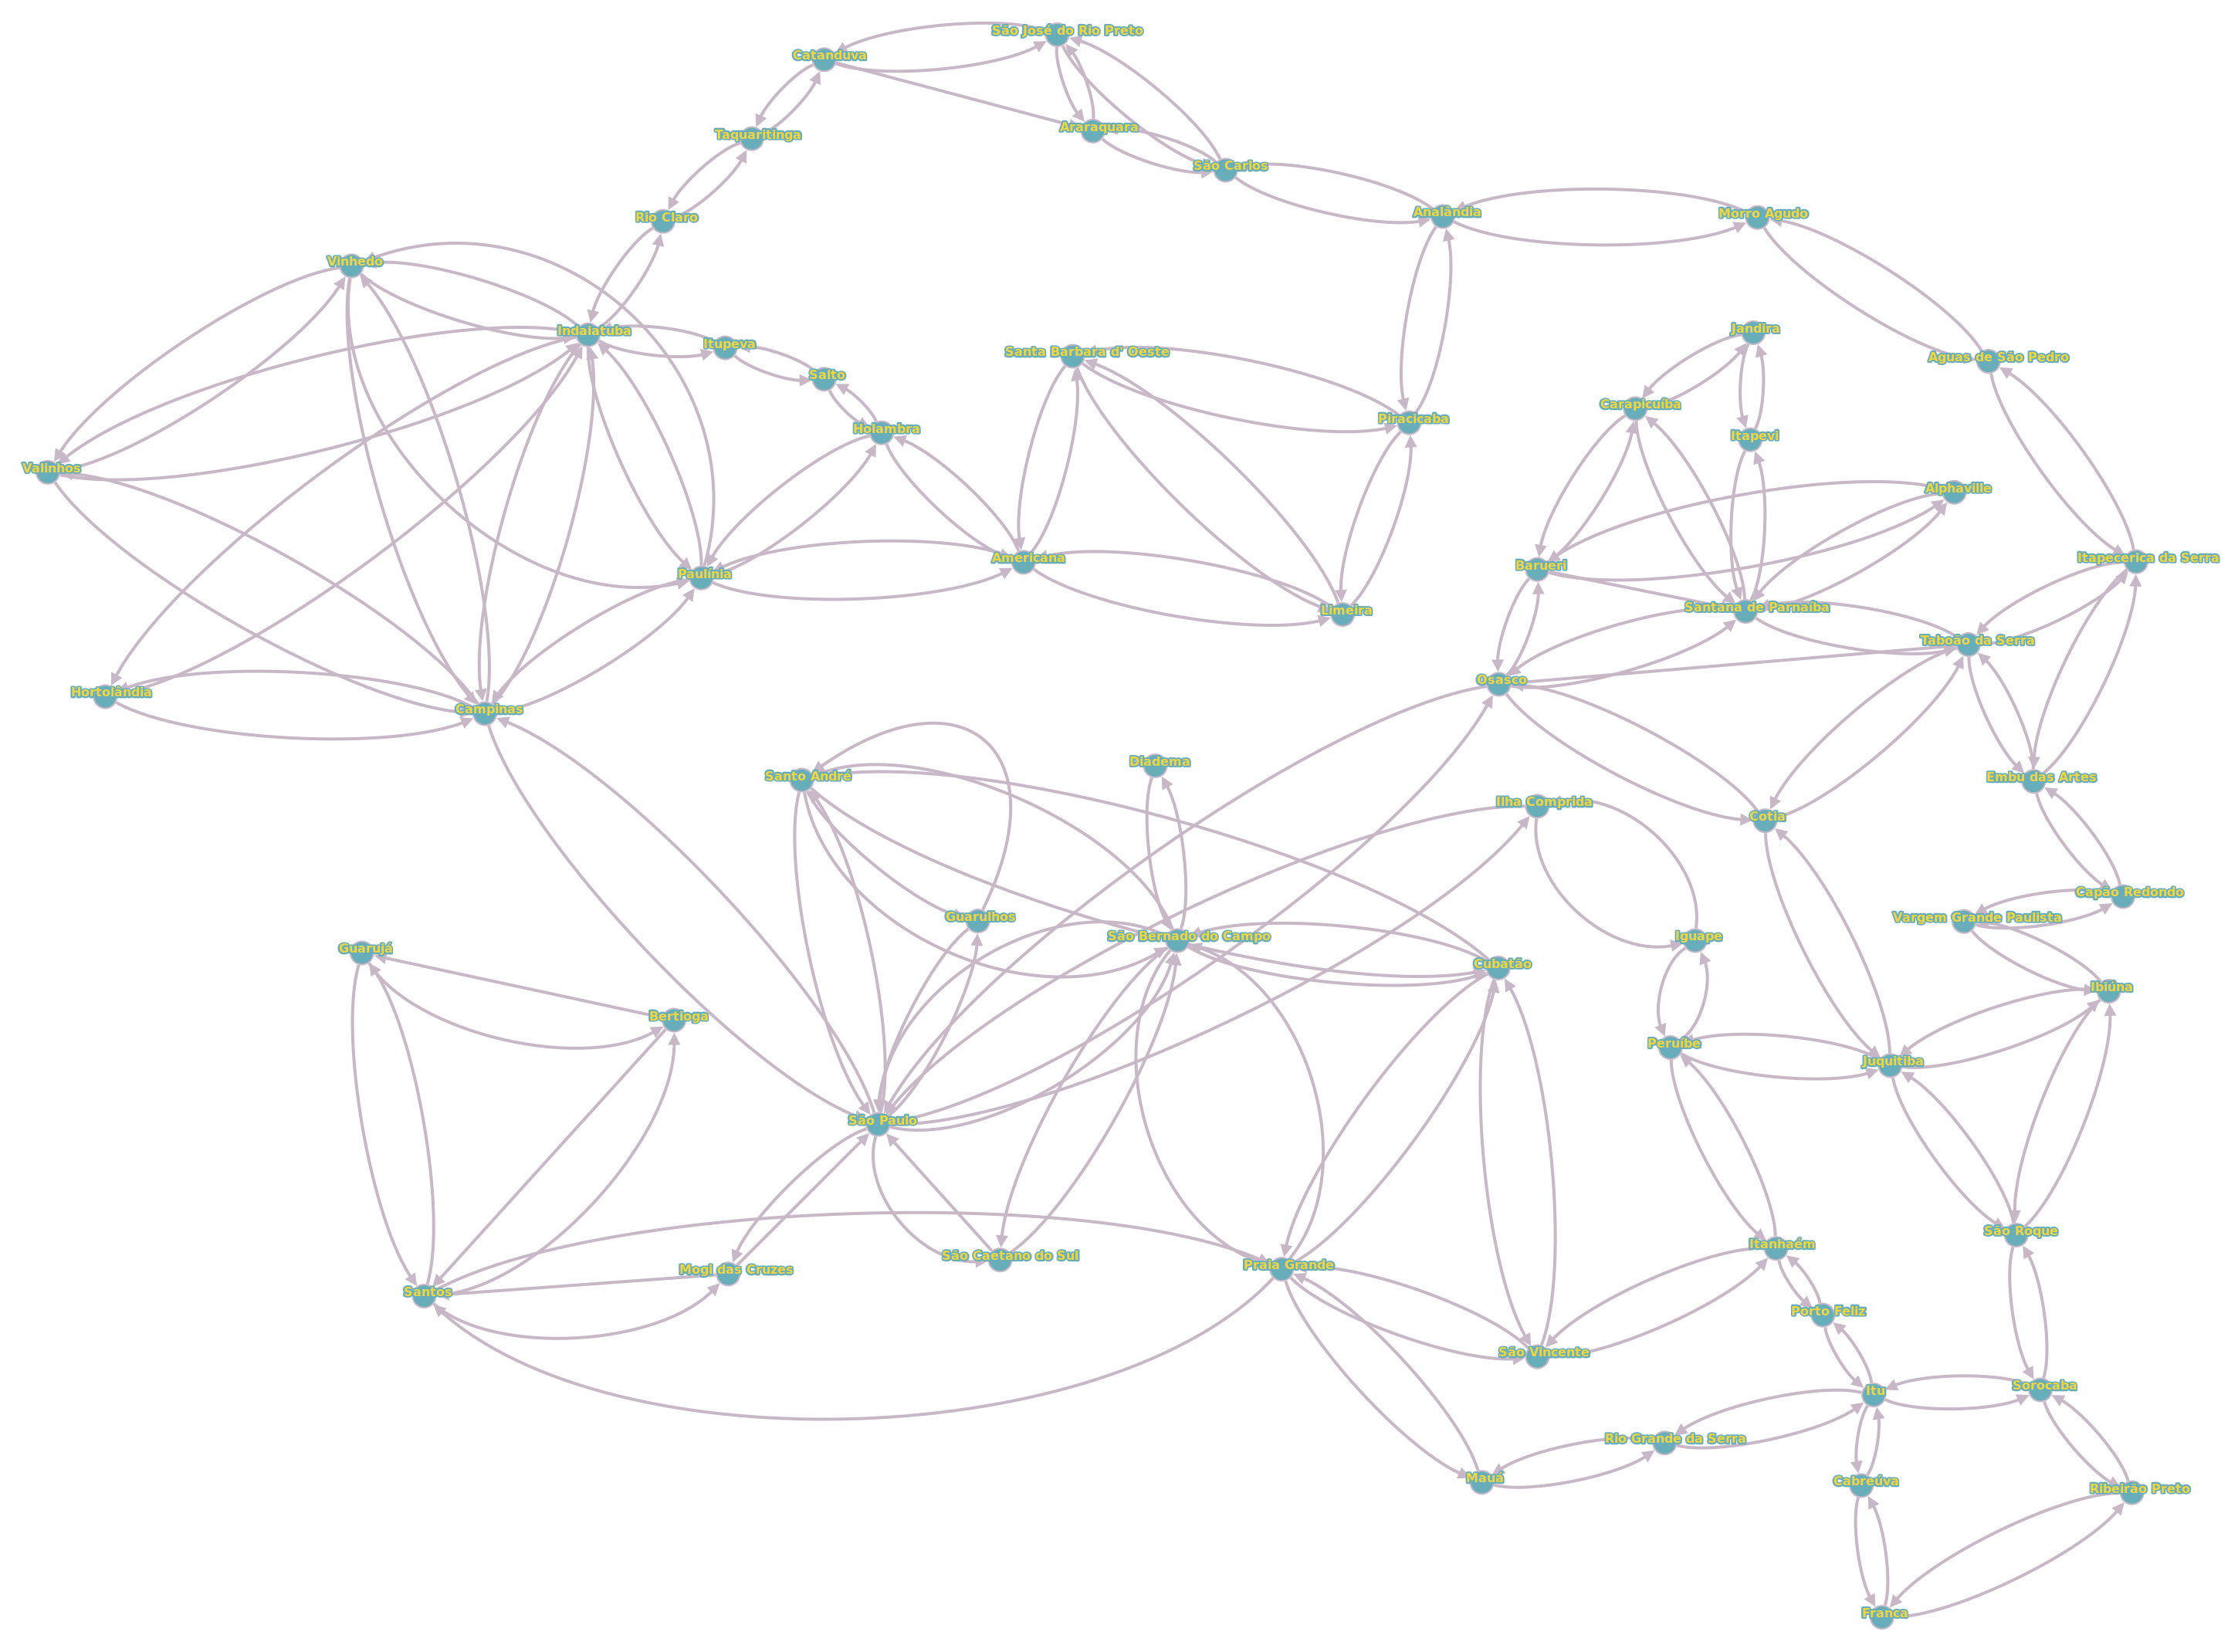 São José do Rio Preto
Catanduva
Araraquara
Taquaritinga
São Carlos
Rio Claro
Analândia
Morro Agudo
Vinhedo
Indaiatuba
Jandira
Itupeva
Santa Barbara d' Oeste
Águas de São Pedro
Salto
Carapicuíba
Piracicaba
Holambra
Itapevi
Valinhos
Alphaville
Americana
Itapecerica da Serra
Barueri
Paulínia
Santana de Parnaíba
Limeira
Taboão da Serra
Osasco
Hortolândia
Campinas
Diadema
Santo André
Embu das Artes
Ilha Comprida
Cotia
Capão Redondo
Guarulhos
Vargem Grande Paulista
São Bernado do Campo
Iguape
Guarujá
Cubatão
Ibiúna
Bertioga
Peruíbe
Juquitiba
São Paulo
São Roque
Itanhaém
São Caetano do Sul
Praia Grande
Mogi das Cruzes
Santos
Porto Feliz
São Vincente
Sorocaba
Itu
Rio Grande da Serra
Mauá
Cabreúva
Ribeirão Preto
Franca